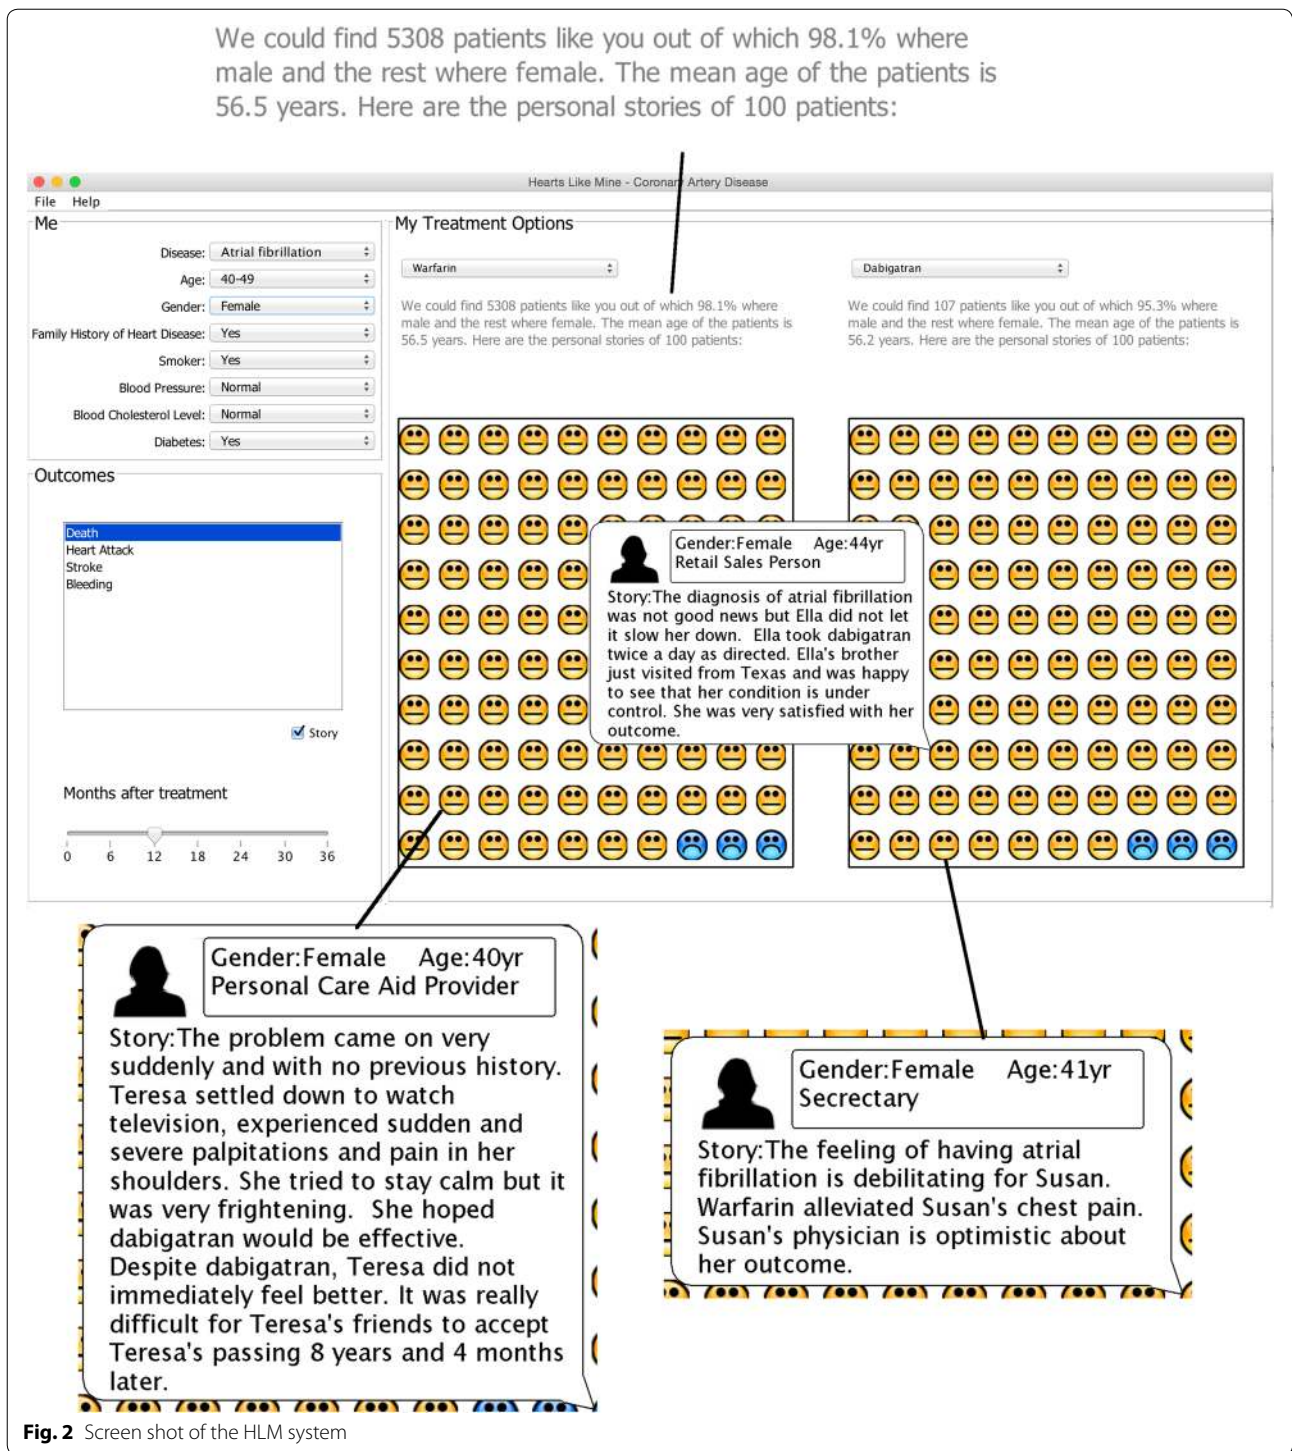 We could find 5308 patients like you out of which 98.1% where
male and the rest where female. The mean age of the patients is
56.5 years. Here are the personal stories of 100 patients:
Hearts Like Mine - Coronary Artery Disease
File Help
Me
Disease: Atrial fibrillation
Age: 40-49
Gender: Female
Family History of Heart Disease: Yes
Smoker: Yes
Blood Pressure: Normal
Blood Cholesterol Level: Normal
Diabetes: Yes
Outcomes
Death
Heart Attack
Stroke
Bleeding
Story
Months after treatment
0 6 12 18 24 30 36
My Treatment Options
Warfarin
We could find 5308 patients like you out of which 98.1% where
male and the rest where female. The mean age of the patients is
56.5 years. Here are the personal stories of 100 patients:
Dabigatran
We could find 107 patients like you out of which 95.3% where
male and the rest where female. The mean age of the patients is
56.2 years. Here are the personal stories of 100 patients:
Gender:Female Age:44yr
Retail Sales Person
Story:The diagnosis of atrial fibrillation
was not good news but Ella did not let
it slow her down. Ella took dabigatran
twice a day as directed. Ella's brother
just visited from Texas and was happy
to see that her condition is under
control. She was very satisfied with her
outcome.
Gender:Female Age:40yr
Personal Care Aid Provider
Story:The problem came on very
suddenly and with no previous history.
Teresa settled down to watch
television, experienced sudden and
severe palpitations and pain in her
shoulders. She tried to stay calm but it
was very frightening. She hoped
dabigatran would be effective.
Despite dabigatran, Teresa did not
immediately feel better. It was really
difficult for Teresa's friends to accept
Teresa's passing 8 years and 4 months
later.
Gender:Female Age:41yr
Secrectary
Story:The feeling of having atrial
fibrillation is debilitating for Susan.
Warfarin alleviated Susan's chest pain.
Susan's physician is optimistic about
her outcome.
Fig. 2 Screen shot of the HLM system